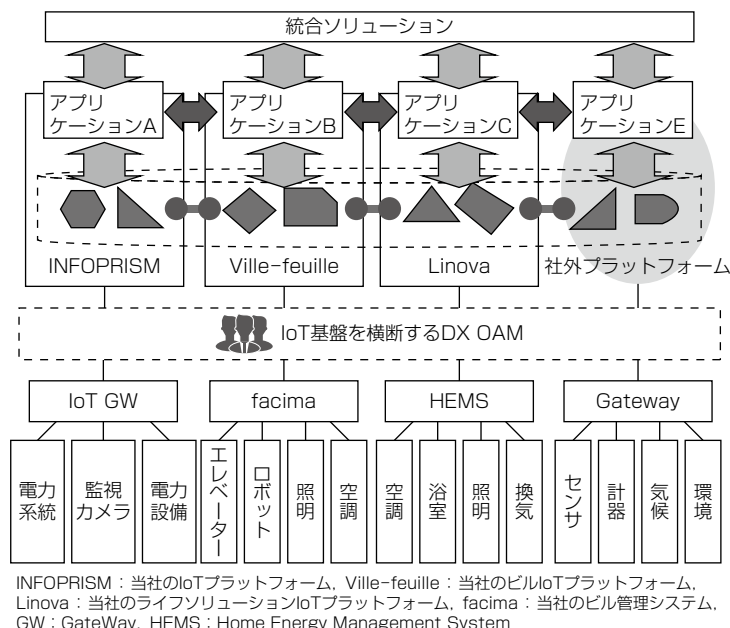 統合ソリューション
アプリ
ケーションA
アプリ
ケーションB
アプリ
ケーションC
アプリ
ケーションE
INFOPRISM
Ville-feuille
Linova
社外プラットフォーム
IoT基盤を横断するDX OAM
IoT GW
facima
HEMS
Gateway
電力
系統
監視
カメラ
電力
設備
エレベーター
ロボット
照明
空調
空調
浴室
照明
換気
センサ
計器
気候
環境
INFOPRISM：当社のIoTプラットフォーム, Ville-feuille：当社のビルIoTプラットフォーム,
Linova：当社のライフソリューションIoTプラットフォーム, facima：当社のビル管理システム,
GW：GateWay, HEMS：Home Energy Management System